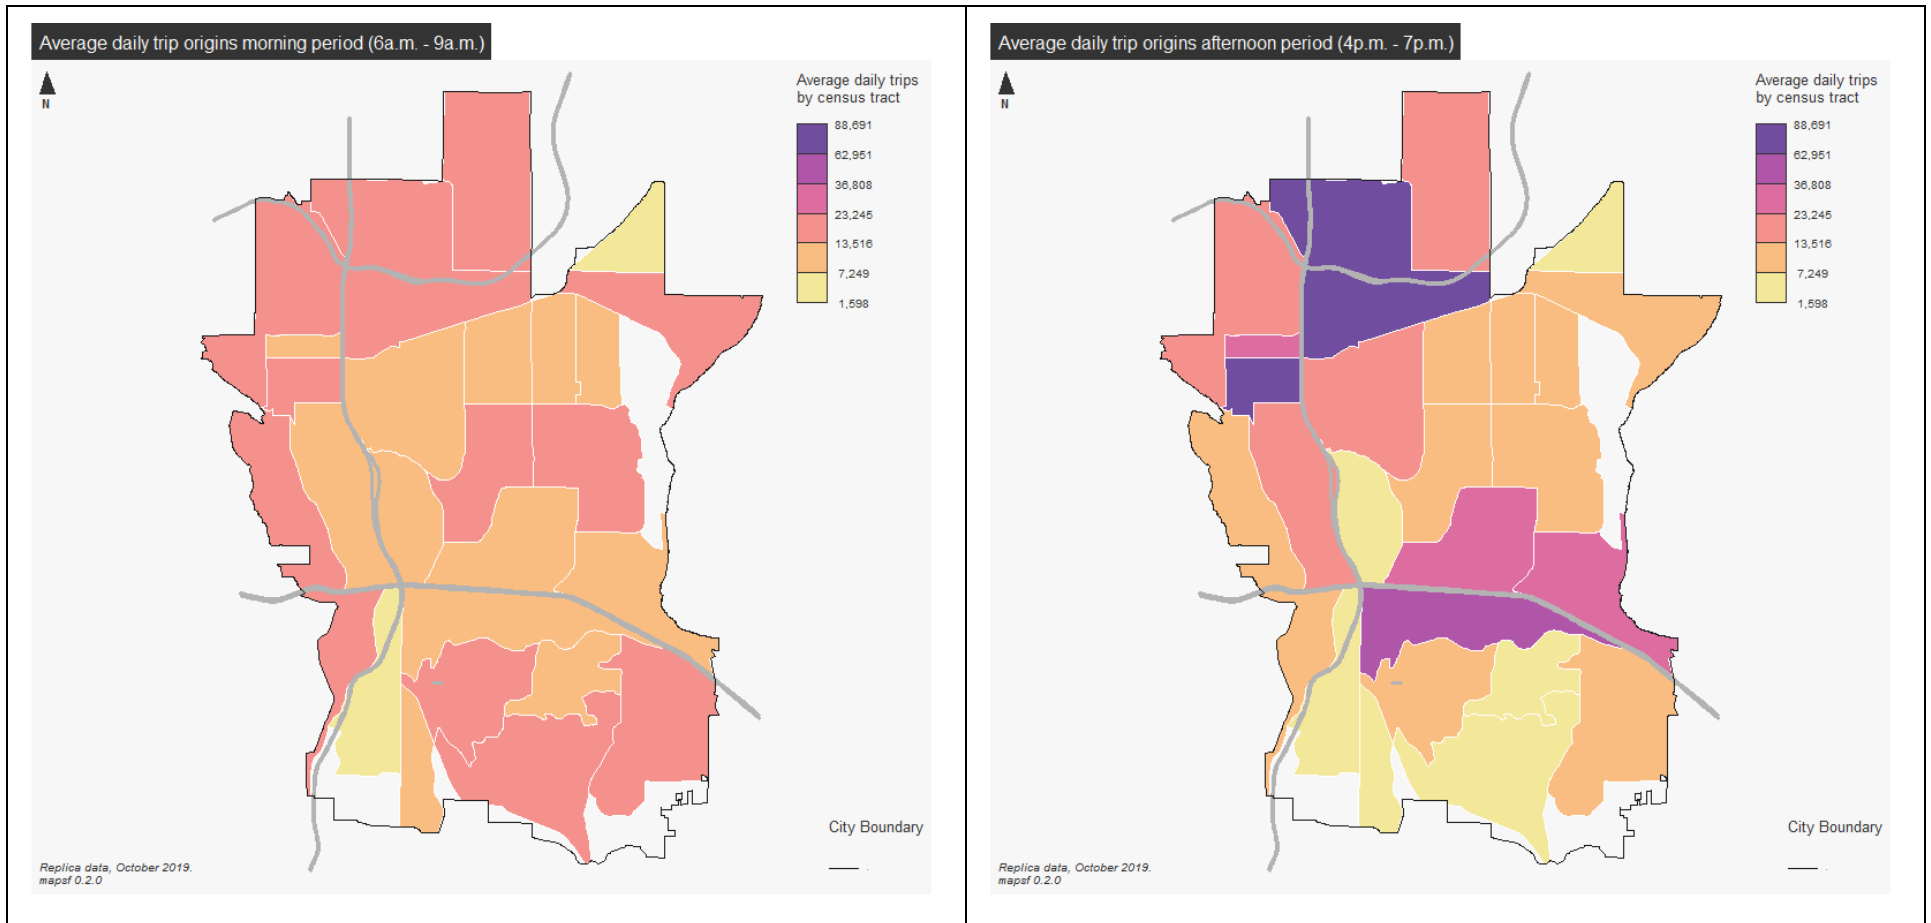 Average daily trip origins morning period (6a.m. - 9a.m.)
N
Average daily trips
by census tract
88,691
62,951
36,808
23,245
13,516
7,249
1,598
City Boundary
Replica data, October 2019.
mapsf 0.2.0
Average daily trip origins afternoon period (4p.m. - 7p.m.)
N
Average daily trips
by census tract
88,691
62,951
36,808
23,245
13,516
7,249
1,598
City Boundary
Replica data, October 2019.
mapsf 0.2.0